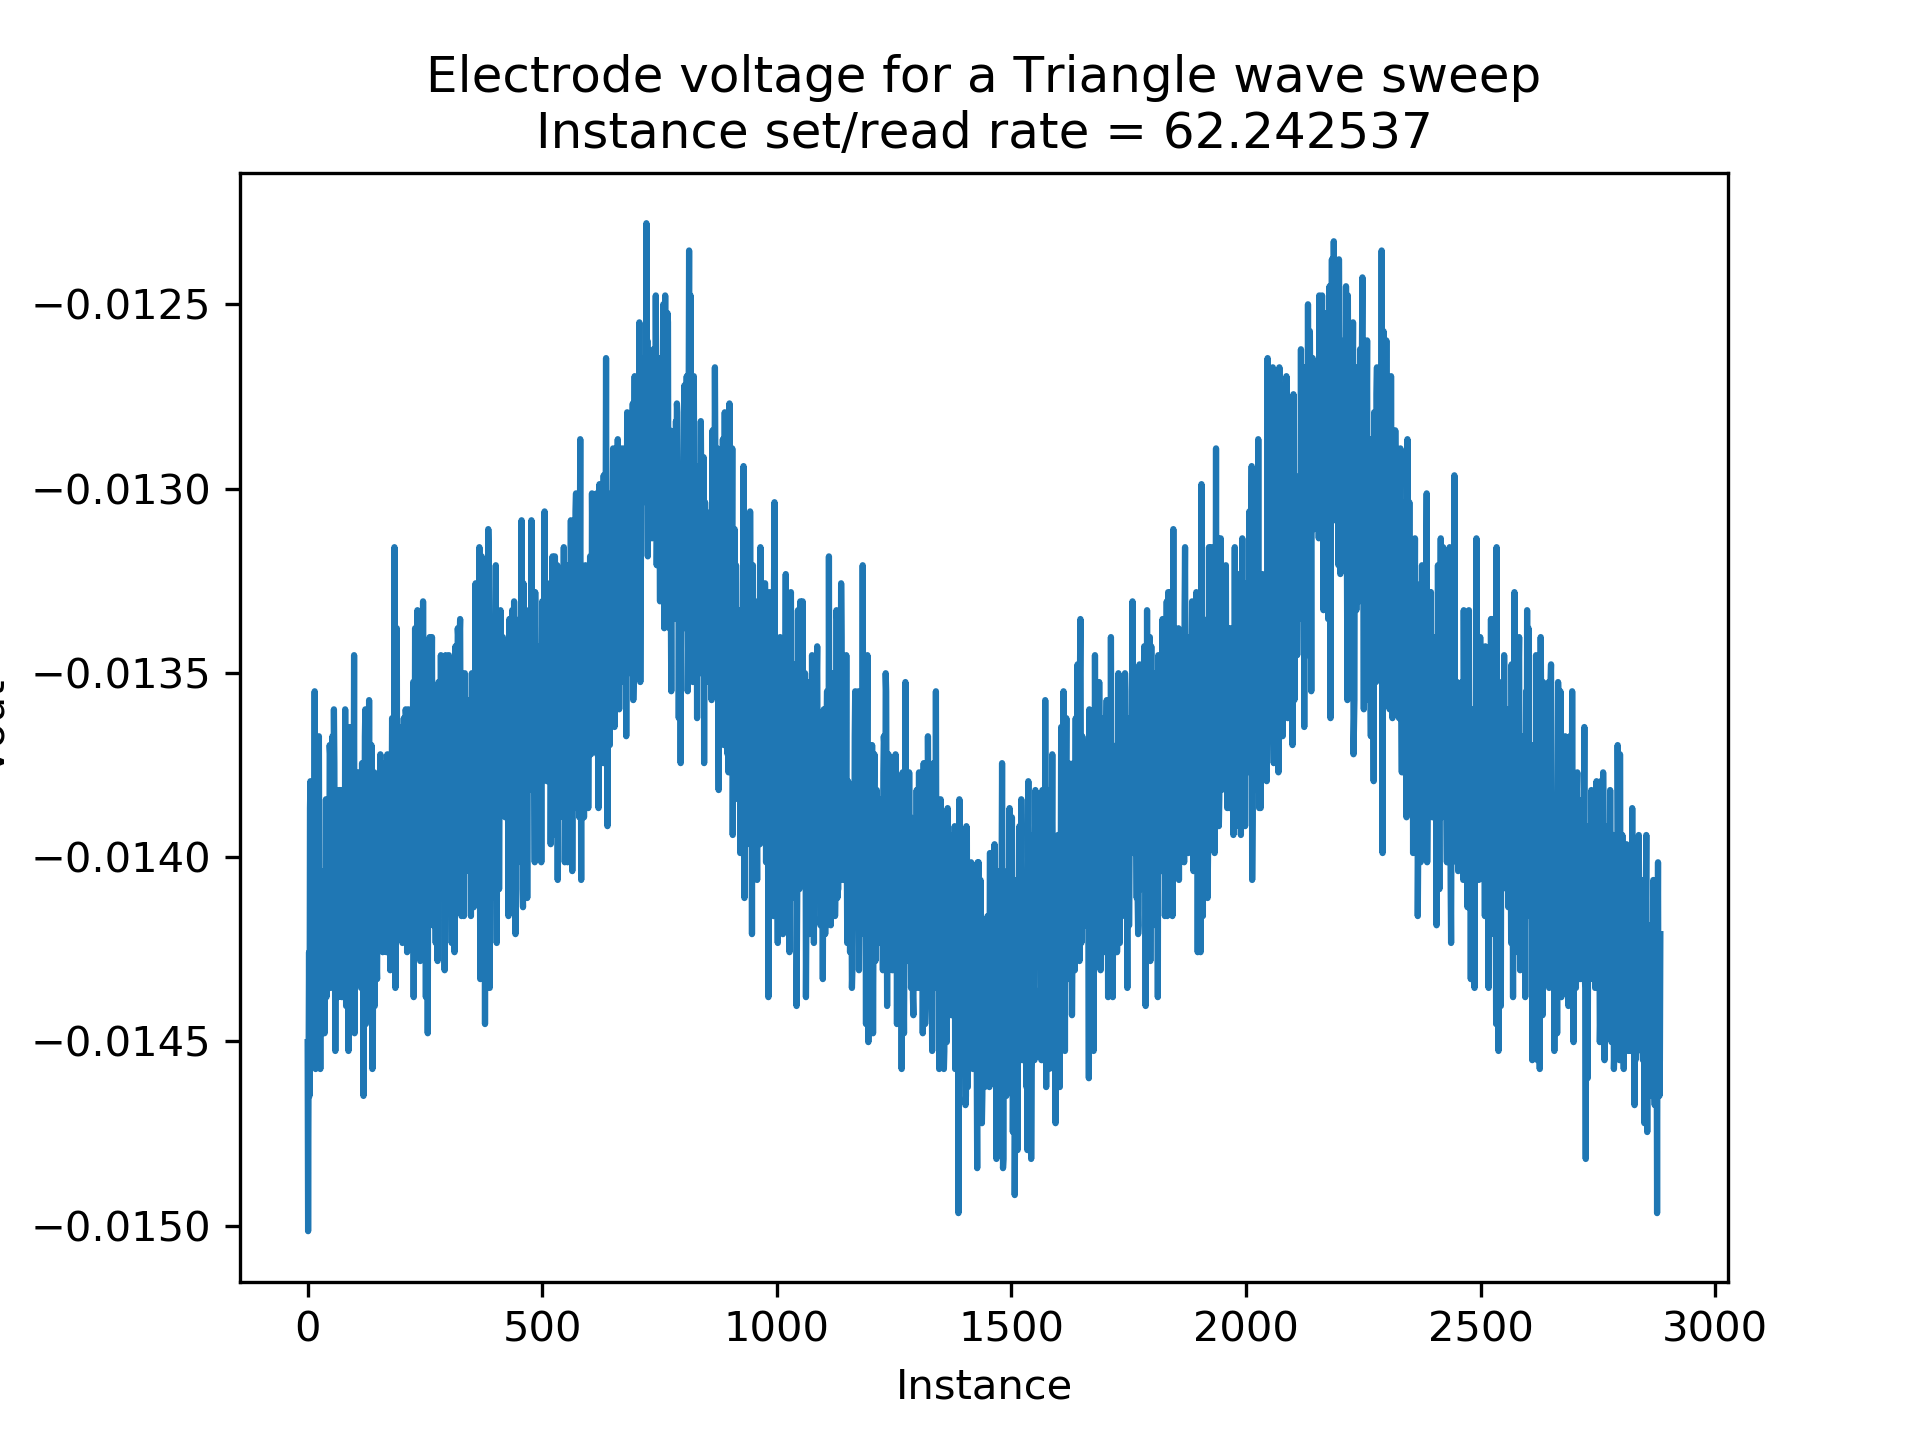 Electrode voltage for a Triangle wave sweep
Instance set/read rate = 62.242537
−0.0125
−0.0130
−0.0135
−0.0140
−0.0145
−0.0150
0 500 1000 1500 2000 2500 3000
Instance